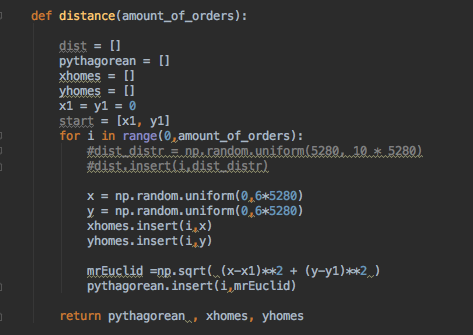 def distance(amount_of_orders):
dist = []
pythagorean = []
xhomes = []
yhomes = []
x1 = y1 = 0
start = [x1, y1]
for i in range(0,amount_of_orders):
#dist_distr = np.random.uniform(5280, 10 * 5280)
#dist.insert(i,dist_distr)
x = np.random.uniform(0,6*5280)
y = np.random.uniform(0,6*5280)
xhomes.insert(i,x)
yhomes.insert(i,y)
mrEuclid =np.sqrt( (x-x1)**2 + (y-y1)**2 )
pythagorean.insert(i,mrEuclid)
return pythagorean , xhomes, yhomes